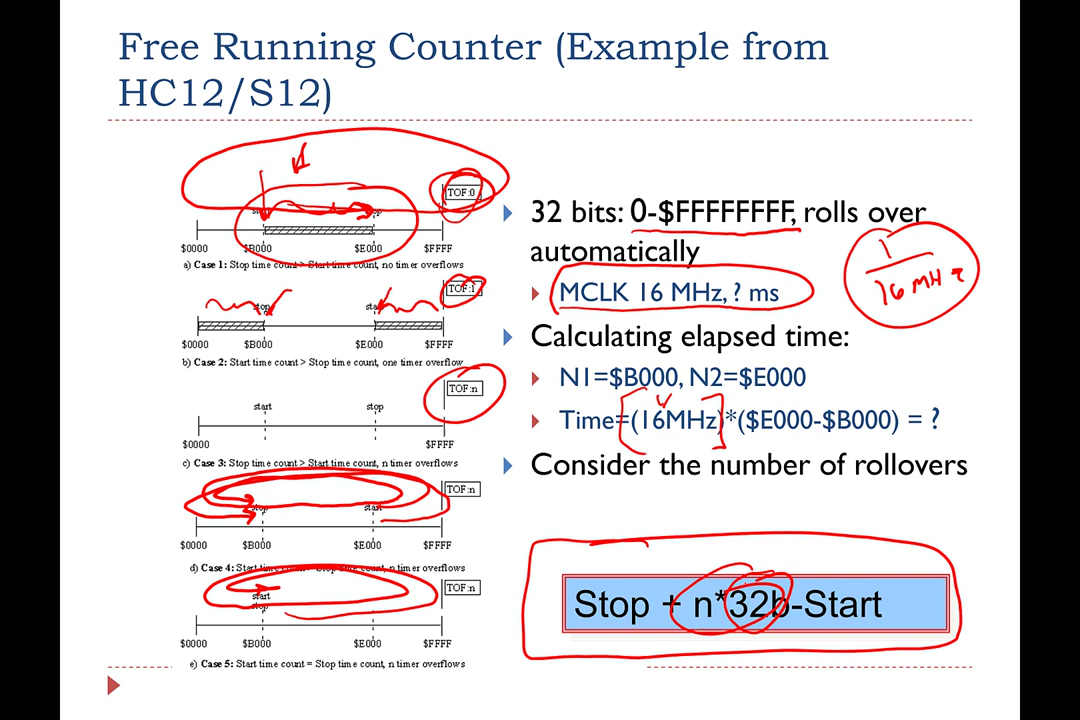 Free Running Counter (Example from
HC12/S12)
TOF:0
$0000 $B000 $E000 $FFFF
a) Case 1: Stop time count > Start time count, no timer overflows
TOF:1
$0000 $B000 $E000 $FFFF
b) Case 2: Start time count > Stop time count, one timer overflow
TOF:n
start stop
$0000 $FFFF
c) Case 3: Stop time count > Start time count, n timer overflows
TOF:n
stop start
$0000 $B000 $E000 $FFFF
d) Case 4: Start time count > Stop time count, n timer overflows
TOF:n
start
stop
$0000 $B000 $E000 $FFFF
e) Case 5: Start time count = Stop time count, n timer overflows
32 bits: 0-$FFFFFFFF, rolls over
automatically
MCLK 16 MHz, ? ms
1
16 MHz
Calculating elapsed time:
N1=$B000, N2=$E000
Time=(16MHz)*($E000-$B000) = ?
Consider the number of rollovers
Stop + n*32b-Start